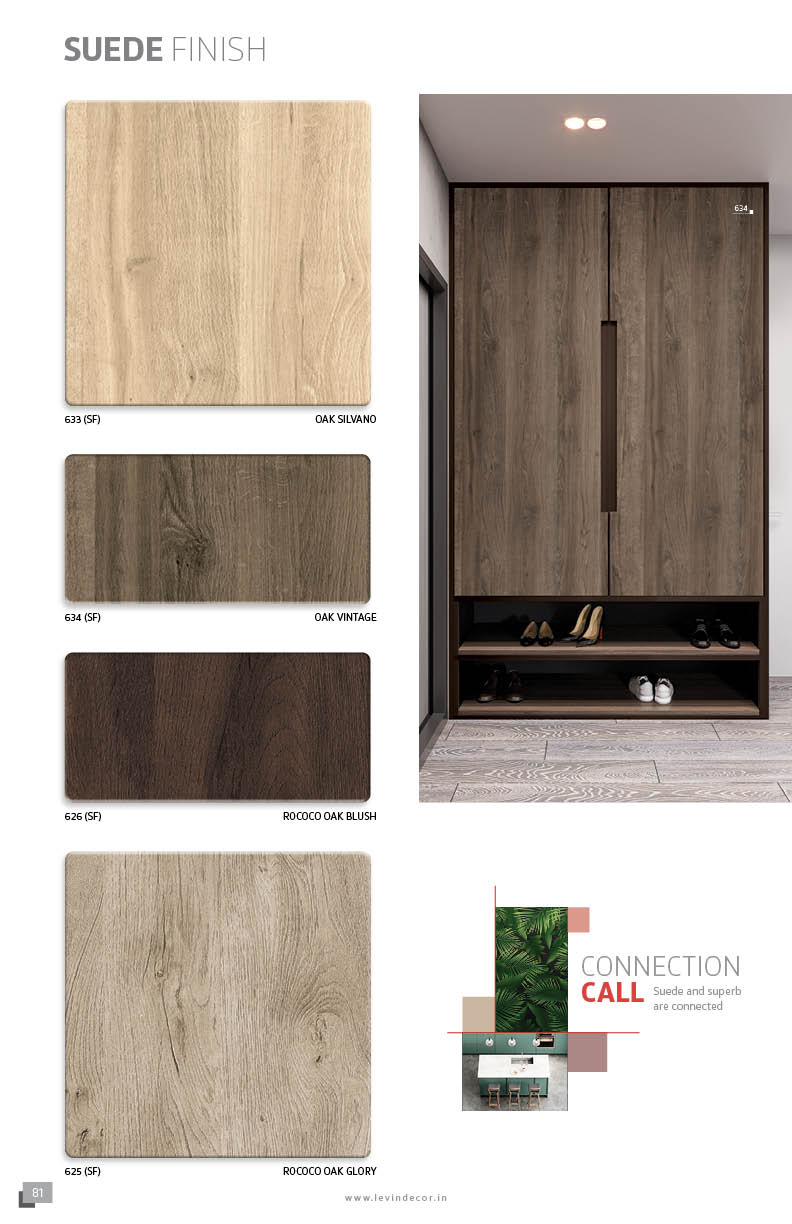 SUEDE FINISH
634
633 (SF) OAK SILVANO
634 (SF) OAK VINTAGE
626 (SF) ROCOCO OAK BLUSH
625 (SF) ROCOCO OAK GLORY
CONNECTION
CALL Suede and superb
are connected
81
www.levindecor.in